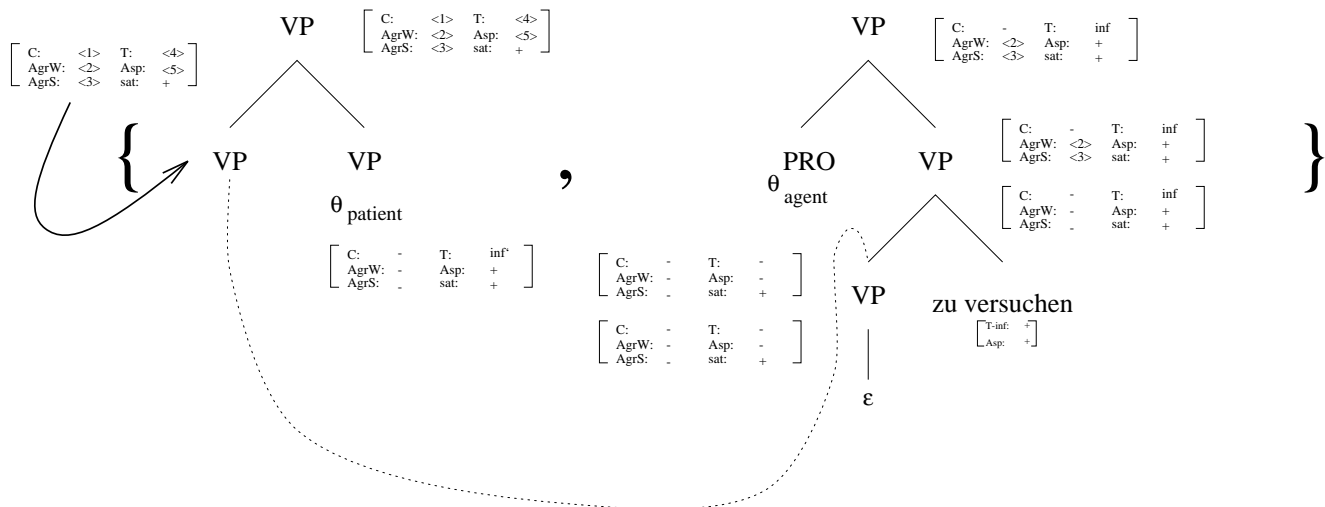 VP
C: <1> T: <4>
AgrW: <2> Asp: <5>
AgrS: <3> sat: +
C: <1> T: <4>
AgrW: <2> Asp: <5>
AgrS: <3> sat: +
{
VP VP
θ patient
C: - T: inf‘
AgrW: - Asp: +
AgrS: - sat: +
,
VP
C: - T: inf
AgrW: <2> Asp: +
AgrS: <3> sat: +
PRO VP
θ agent
C: - T: inf
AgrW: <2> Asp: +
AgrS: <3> sat: +
C: - T: inf
AgrW: - Asp: +
AgrS: - sat: +
C: - T: -
AgrW: - Asp: -
AgrS: - sat: +
C: - T: -
AgrW: - Asp: -
AgrS: - sat: +
VP zu versuchen
T-inf: +
Asp: +
ε
}